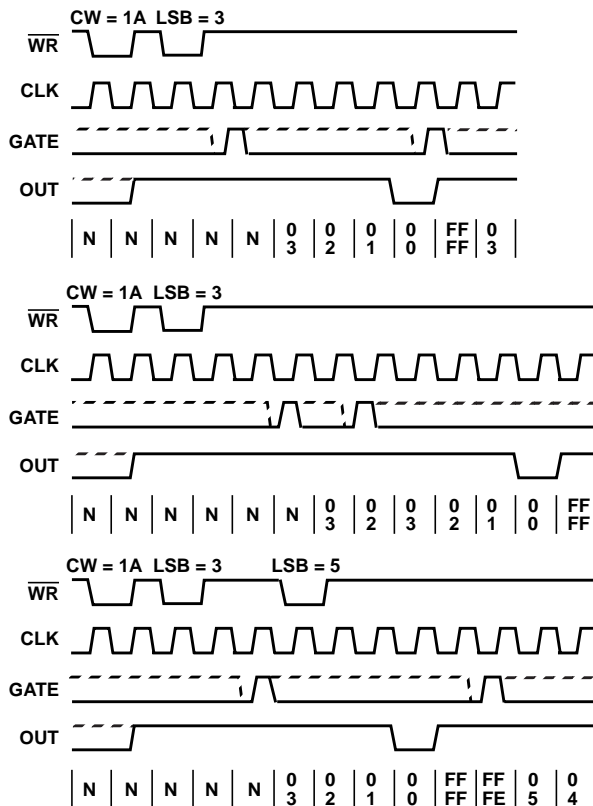 CW = 1A LSB = 3
WR
CLK
GATE
OUT
N N N N N 0 0 0 0 FF 0
3 2 1 0 FF 3
CW = 1A LSB = 3
WR
CLK
GATE
OUT
N N N N N N 0 0 0 0 0 0 FF
3 2 3 2 1 0 FF
CW = 1A LSB = 3 LSB = 5
WR
CLK
GATE
OUT
N N N N N 0 0 0 0 FF FF 0 0
3 2 1 0 FF FE 5 4